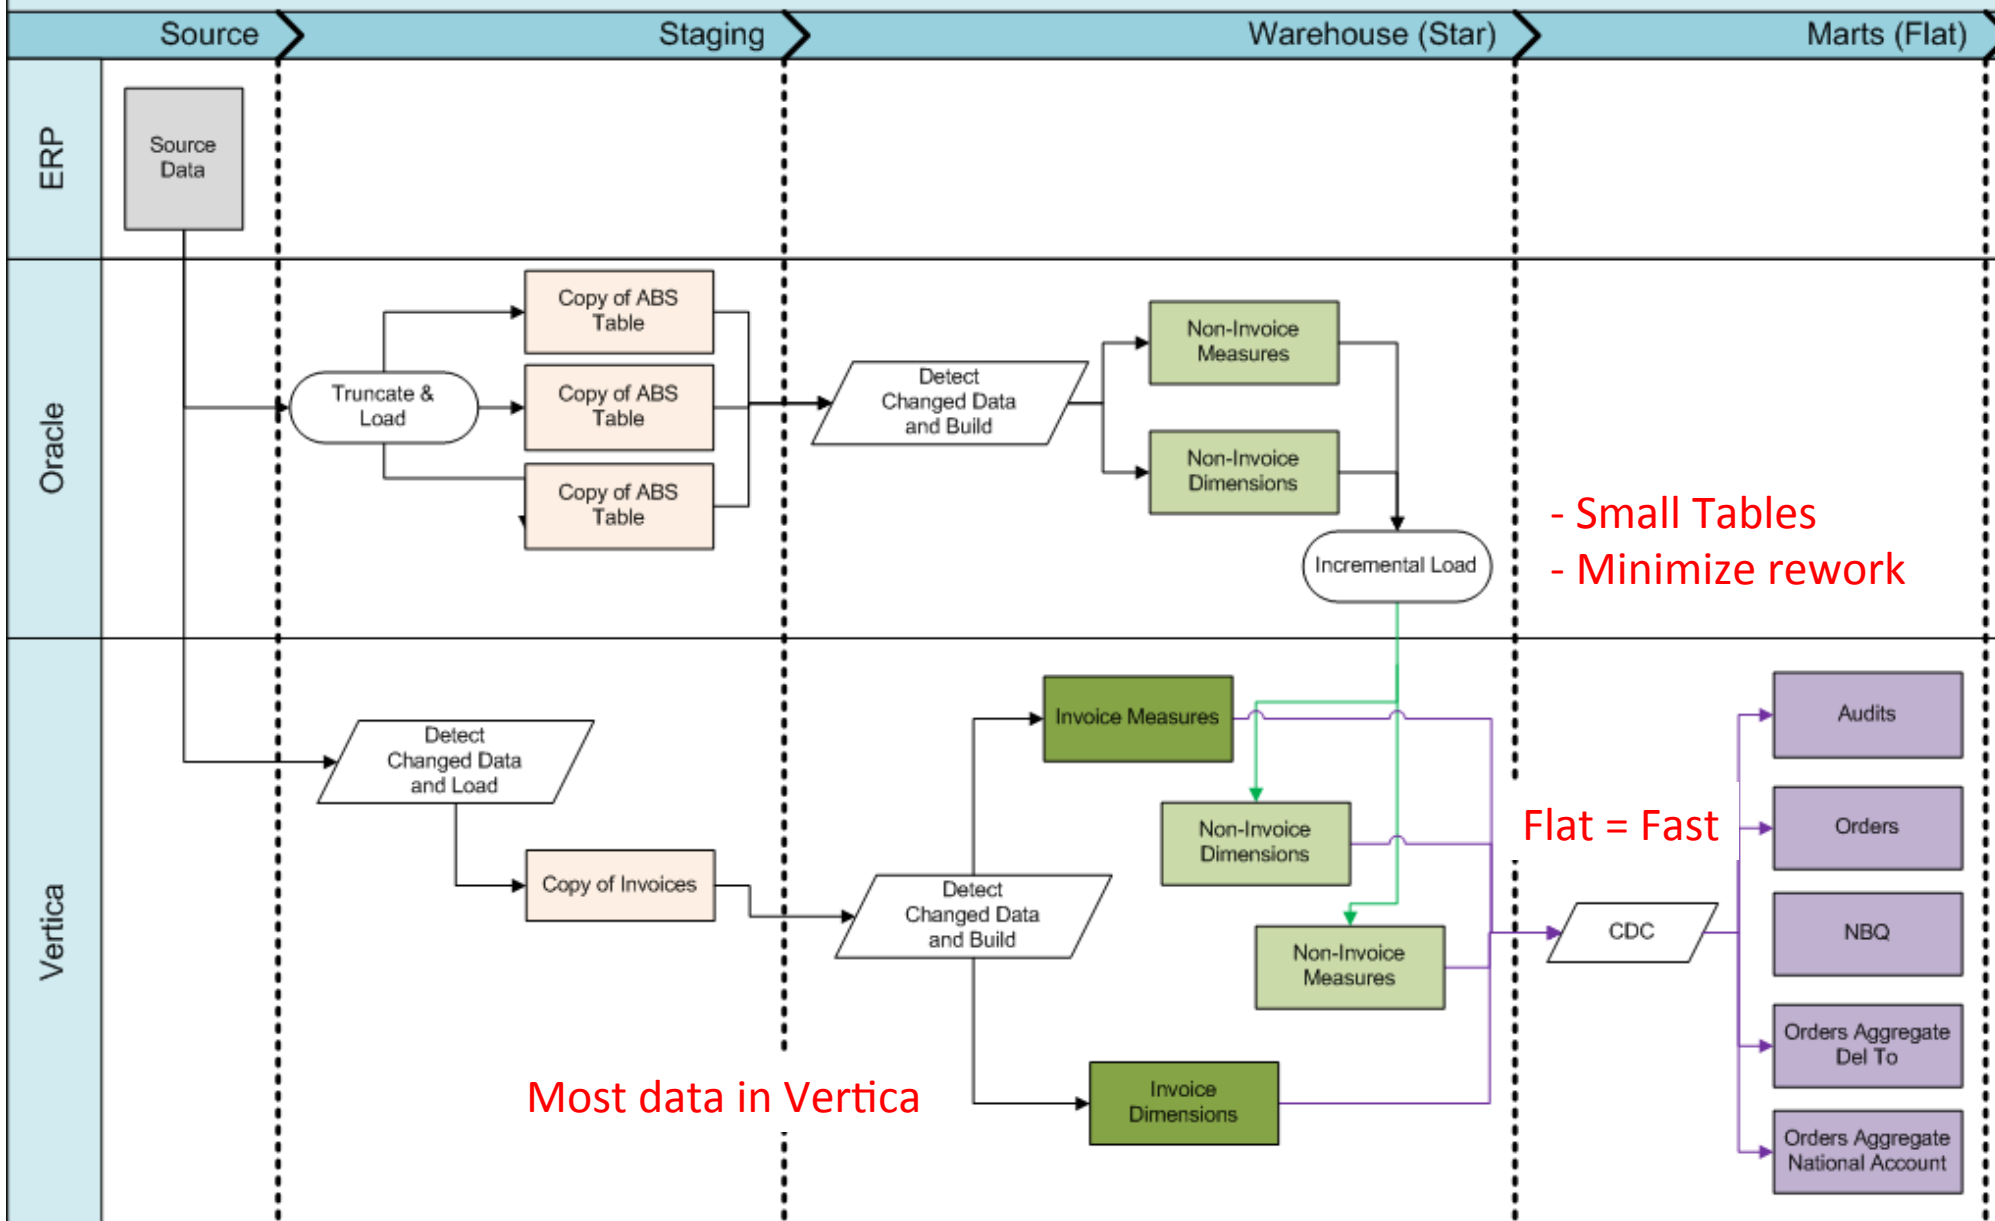 Source
Staging
Warehouse (Star)
Marts (Flat)
ERP
Source
Data
Oracle
Truncate &
Load
Copy of ABS
Table
Copy of ABS
Table
Copy of ABS
Table
Detect
Changed Data
and Build
Non-Invoice
Measures
Non-Invoice
Dimensions
Incremental Load
- Small Tables
- Minimize rework
Vertica
Detect
Changed Data
and Load
Copy of Invoices
Most data in Vertica
Detect
Changed Data
and Build
Invoice Measures
Non-Invoice
Dimensions
Non-Invoice
Measures
Invoice
Dimensions
Flat = Fast
CDC
Audits
Orders
NBQ
Orders Aggregate
Del To
Orders Aggregate
National Account